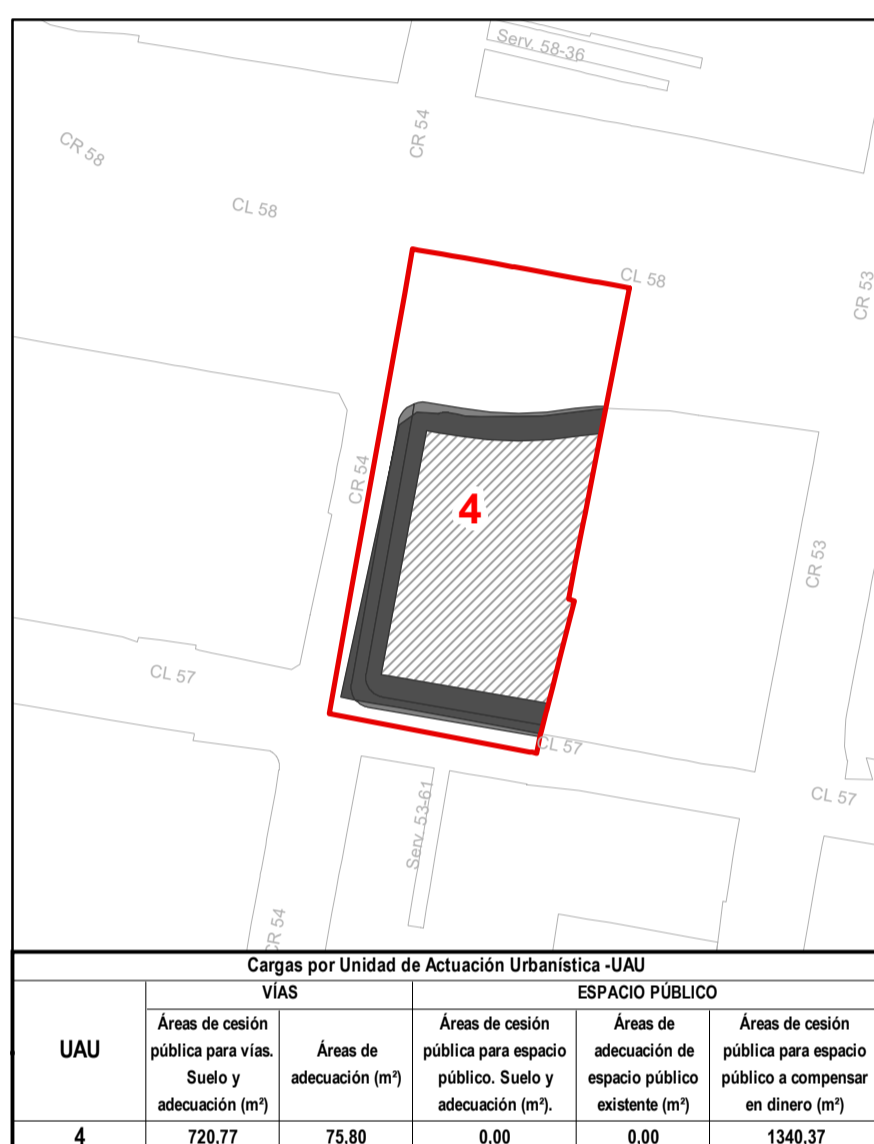 Serv. 58-36
CR 54
CR 58
CL 58
CL 58
CR 53
4
CR 54
CR 53
CL 57
CL 57
CL 57
Serv. 53-61
CR 54
Cargas por Unidad de Actuación Urbanística -UAU
VÍAS
ESPACIO PÚBLICO
UAU
Áreas de cesión
pública para vías.
Suelo y
adecuación (m²)
Áreas de
adecuación (m²)
Áreas de cesión
pública para espacio
público. Suelo y
adecuación (m²).
Áreas de
adecuación de
espacio público
existente (m²)
Áreas de cesión
pública para espacio
público a compensar
en dinero (m²)
4
720.77
75.80
0.00
0.00
1340.37